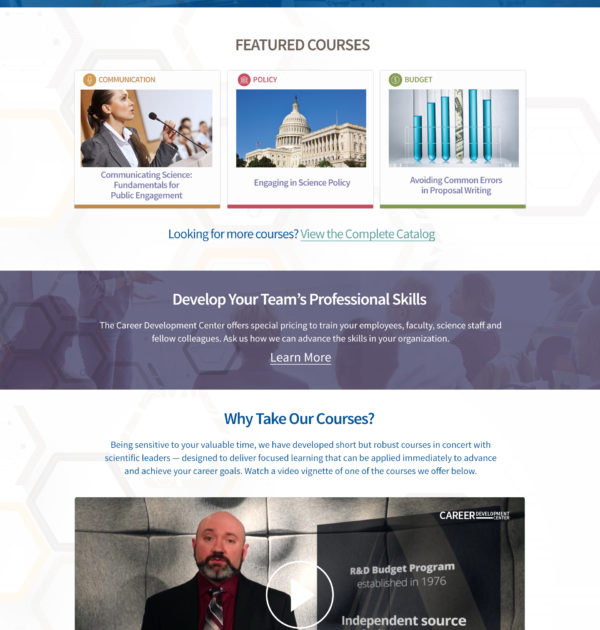 FEATURED COURSES
COMMUNICATION
Communicating Science:
Fundamentals for
Public Engagement
POLICY
Engaging in Science Policy
BUDGET
Avoiding Common Errors
in Proposal Writing
Looking for more courses? View the Complete Catalog
Develop Your Team's Professional Skills
The Career Development Center offers special pricing to train your employees, faculty, science staff and
fellow colleagues. Ask us how we can advance the skills in your organization.
Learn More
Why Take Our Courses?
Being sensitive to your valuable time, we have developed short but robust courses in concert with
scientific leaders — designed to deliver focused learning that can be applied immediately to advance
and achieve your career goals. Watch a video vignette of one of the courses we offer below.
CAREER DEVELOPMENT
CENTER
R&D Budget Program
established in 1976
Independent source